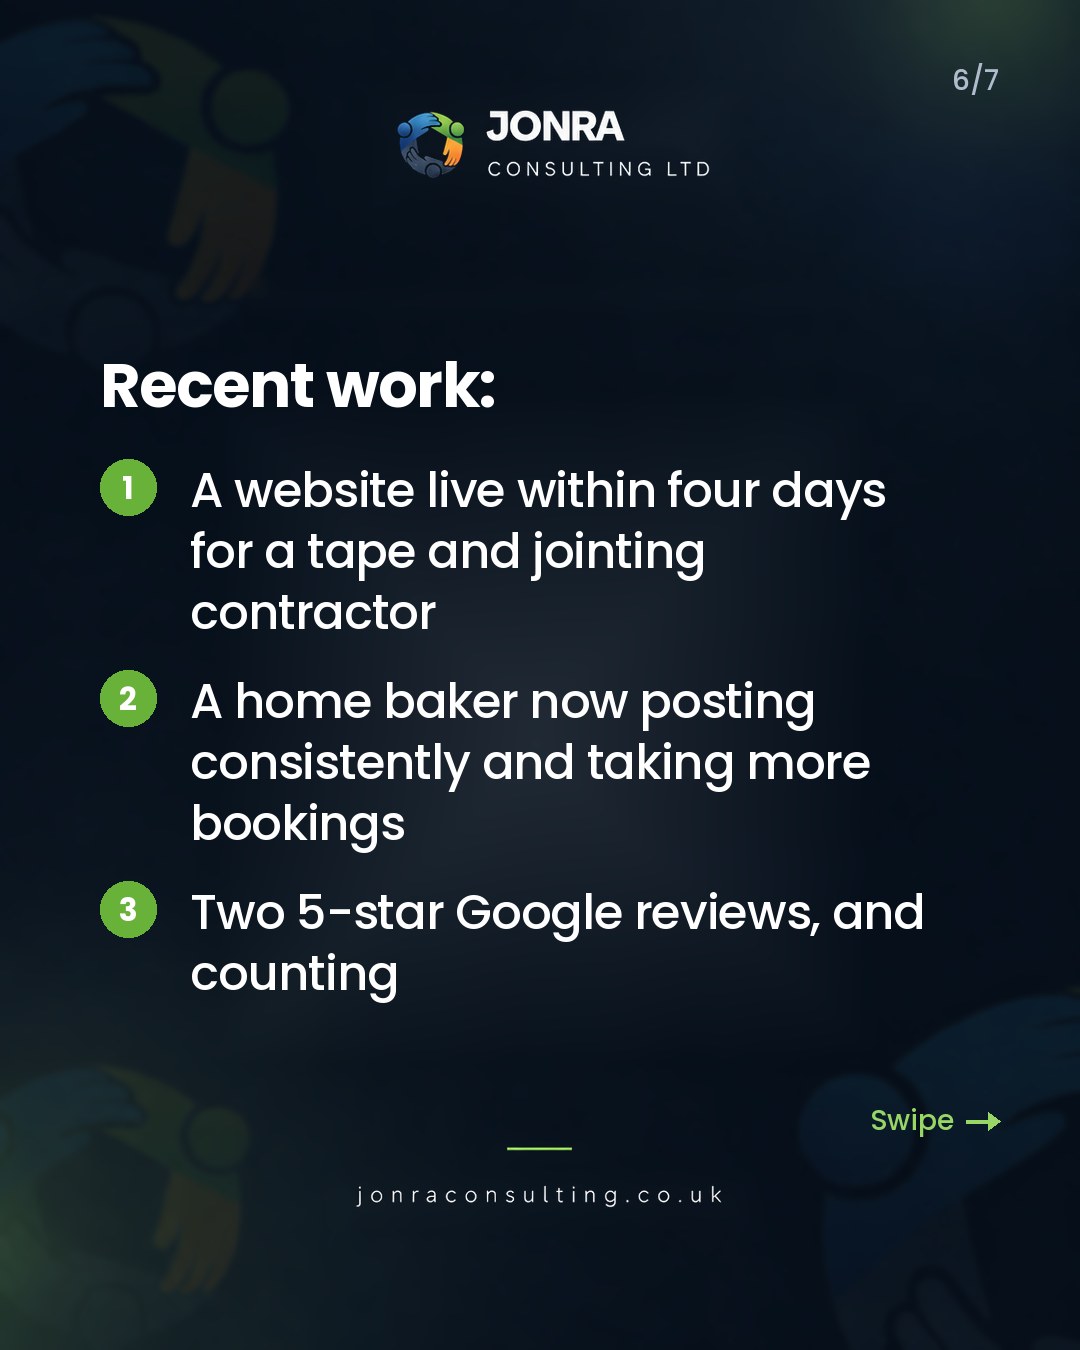 6/7
JONRA
CONSULTING LTD
Recent work:
1 A website live within four days
for a tape and jointing
contractor
2 A home baker now posting
consistently and taking more
bookings
3 Two 5-star Google reviews, and
counting
Swipe →
jonraconsulting.co.uk